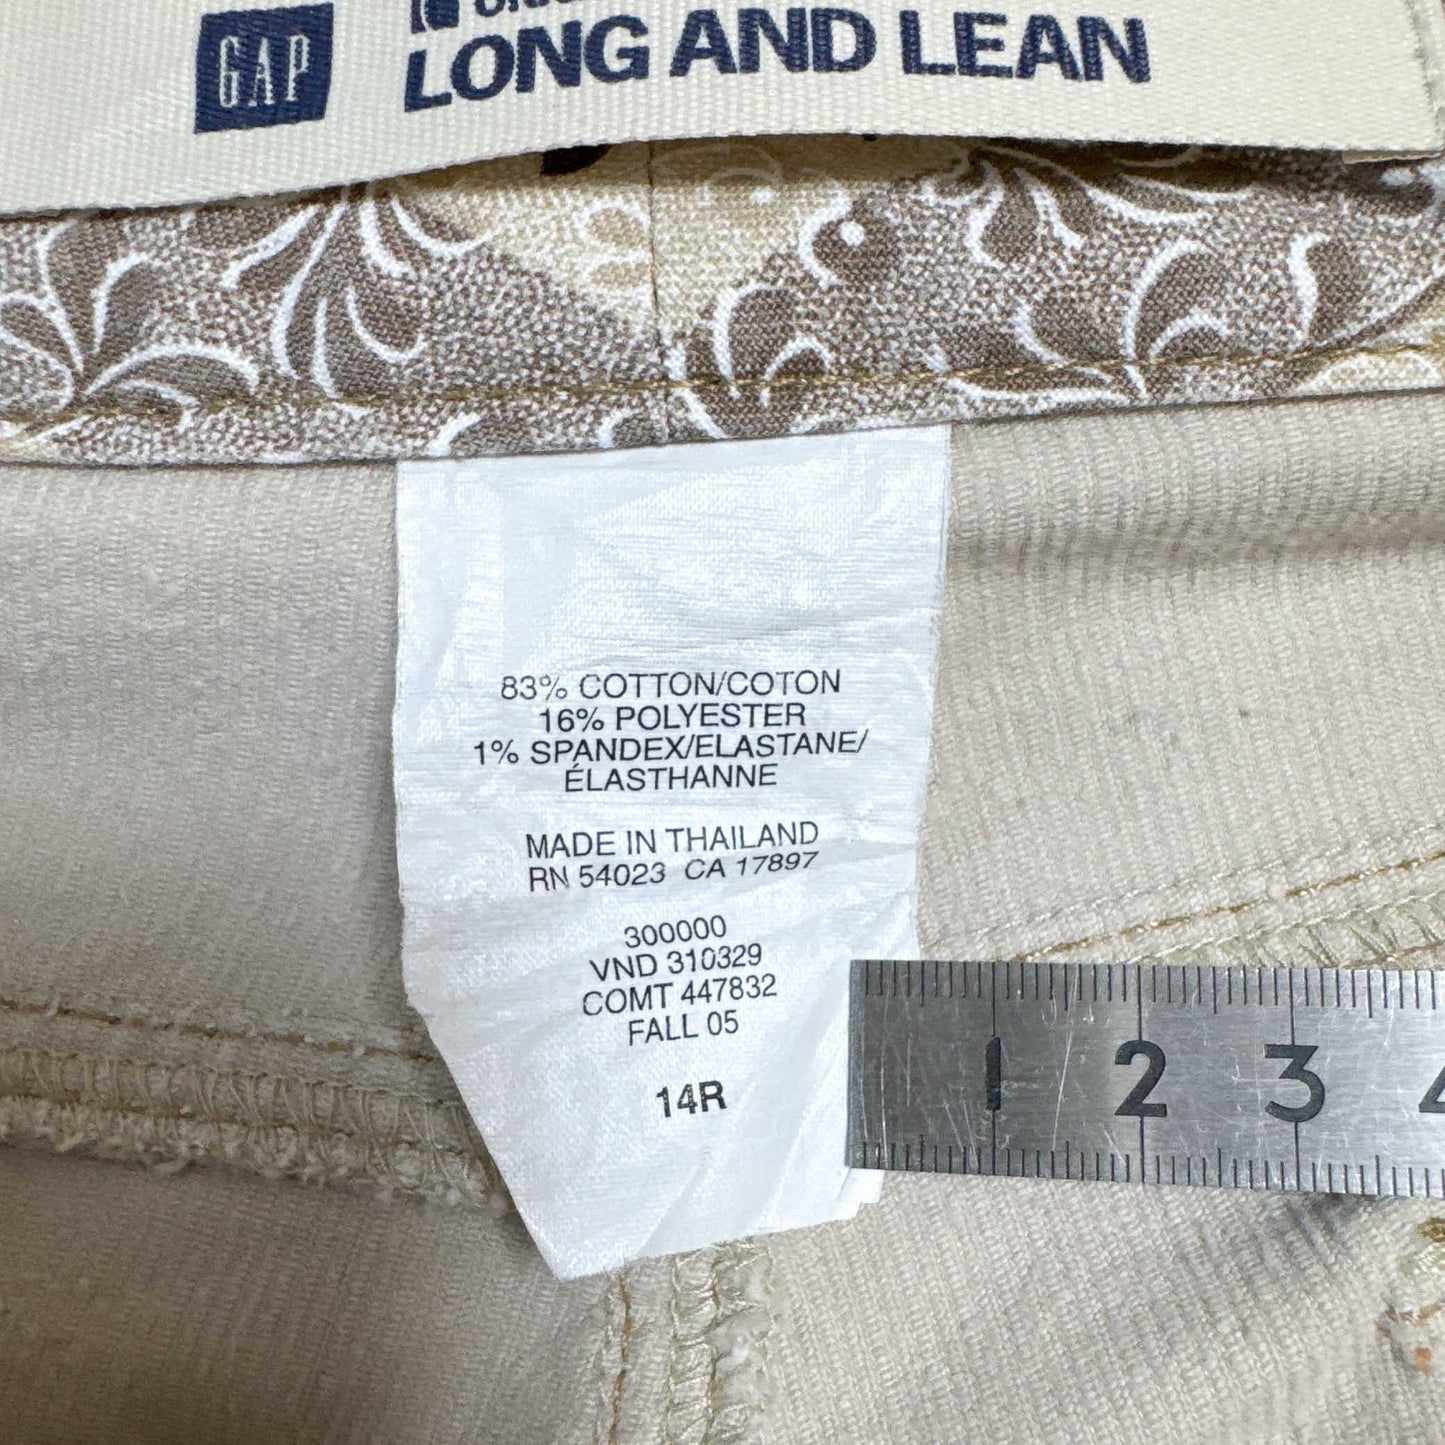 GAP
LONG AND LEAN
83% COTTON/COTON
16% POLYESTER
1% SPANDEX/ELASTANE/
ÉLASTHANNE
MADE IN THAILAND
RN 54023 CA 17897
300000
VND 310329
COMT 447832
FALL 05
14R
1 2 3